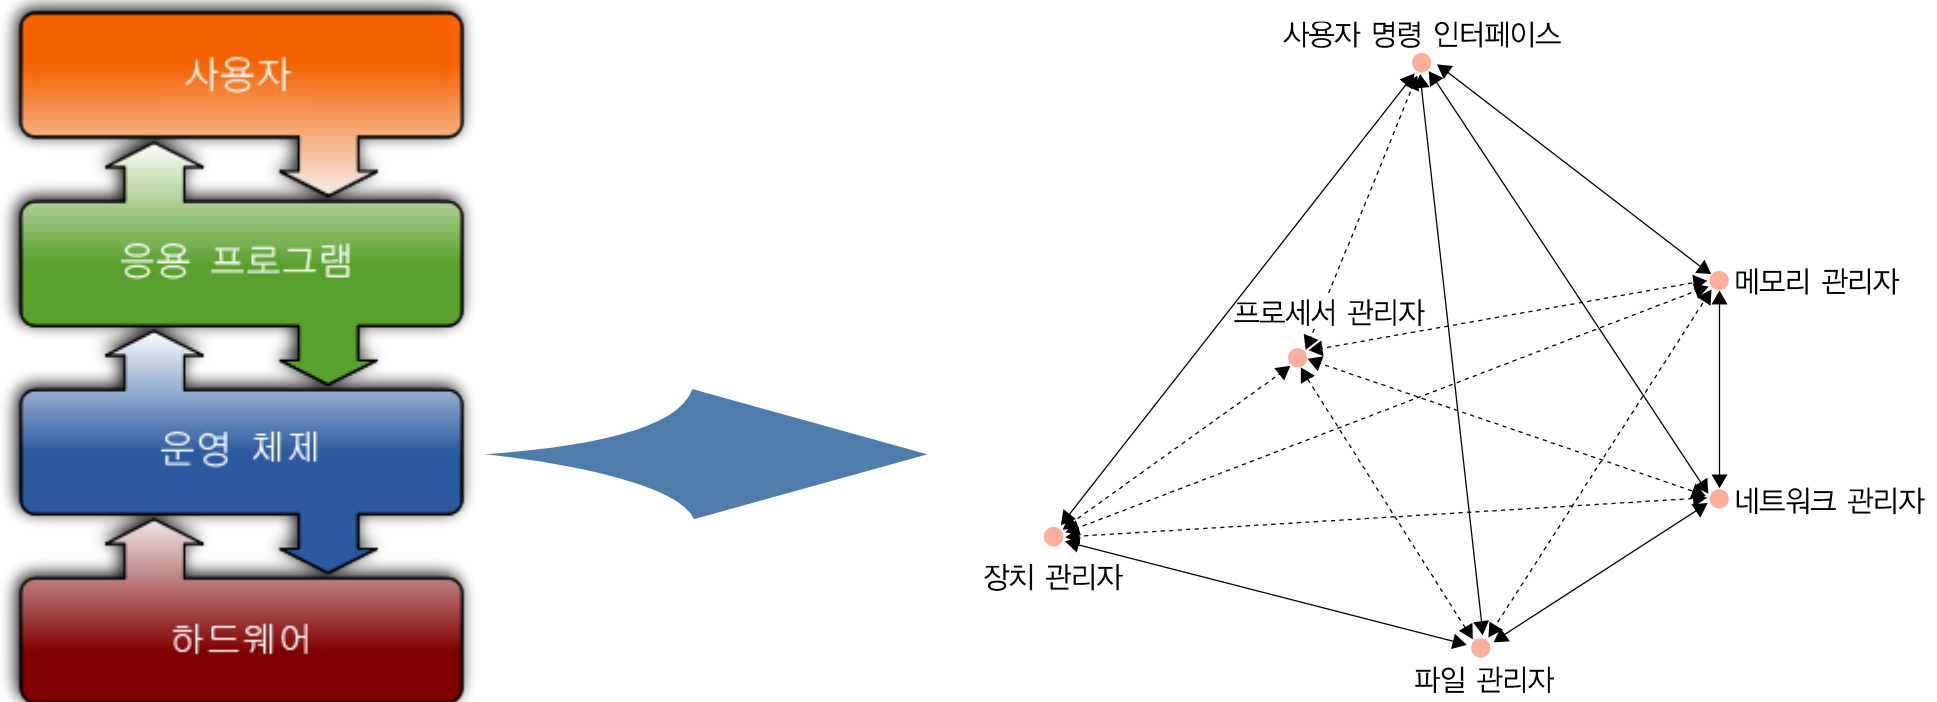 사용자
응용 프로그램
운영 체제
하드웨어
사용자 명령 인터페이스
메모리 관리자
프로세서 관리자
네트워크 관리자
장치 관리자
파일 관리자